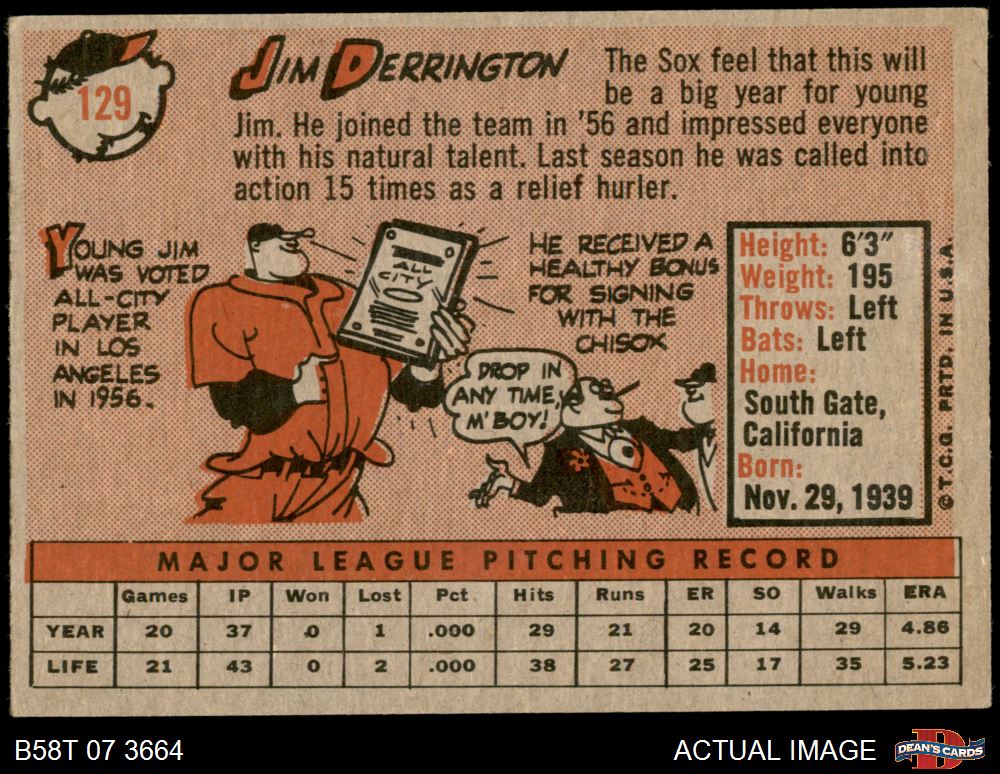 129
JIM DERRINGTON
The Sox feel that this will
be a big year for young
Jim. He joined the team in '56 and impressed everyone
with his natural talent. Last season he was called into
action 15 times as a relief hurler.
YOUNG JIM
WAS VOTED
ALL-CITY
PLAYER
IN LOS
ANGELES
IN 1956.
ALL
CITY
HE RECEIVED A
HEALTHY BONUS
FOR SIGNING
WITH THE
CHISOX
DROP IN
ANY TIME,
M'BOY!
Height: 6'3"
Weight: 195
Throws: Left
Bats: Left
Home:
South Gate,
California
Born:
Nov. 29, 1939
© T.C.G. PRTD. IN U.S.A.
MAJOR LEAGUE PITCHING RECORD
Games IP Won Lost Pct. Hits Runs ER SO Walks ERA
YEAR 20 37 0 1 .000 29 21 20 14 29 4.86
LIFE 21 43 0 2 .000 38 27 25 17 35 5.23
B58T 07 3664
ACTUAL IMAGE
D
DEAN'S CARDS